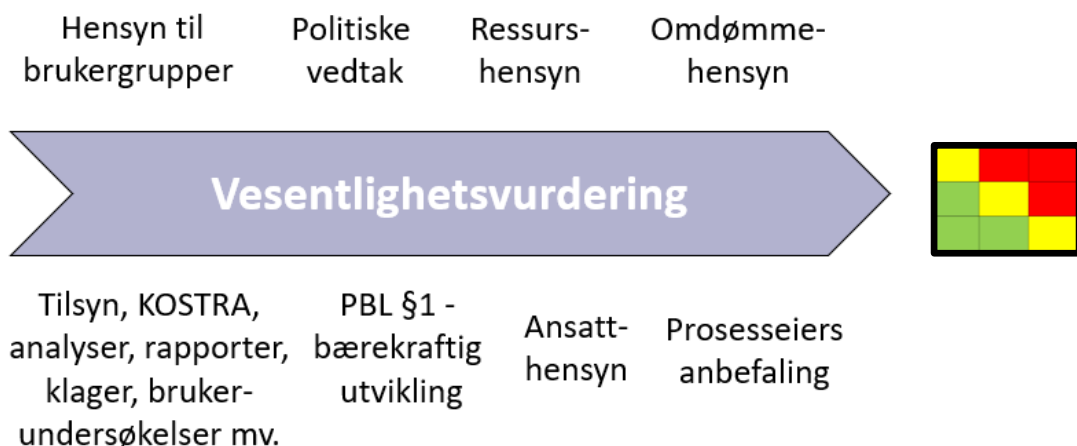 Hensyn til
brukergrupper
Politiske
vedtak
Ressurs-
hensyn
Omdømme-
hensyn
Vesentlighetsvurdering
Tilsyn, KOSTRA,
analyser, rapporter,
klager, bruker-
undersøkelser mv.
PBL §1 -
bærekraftig
utvikling
Ansatt-
hensyn
Prosesseiers
anbefaling